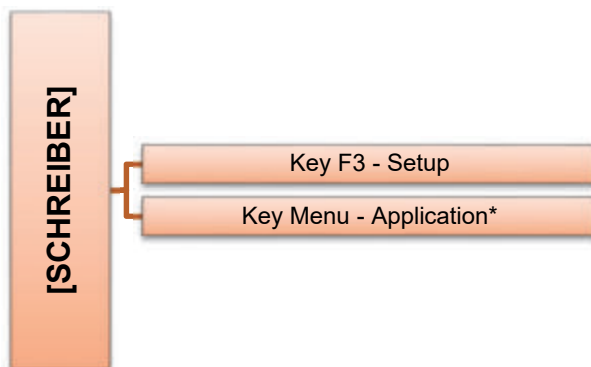 [SCHREIBER]
Key F3 - Setup
Key Menu - Application*